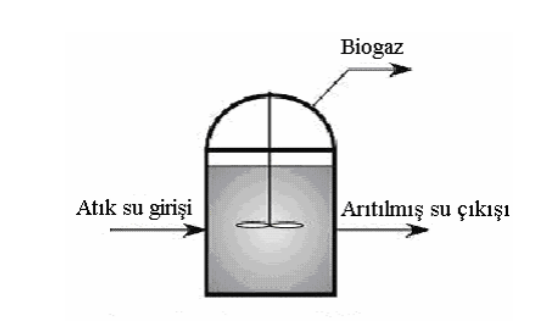 Biogaz
Atık su girişi
Arıtılmış su çıkışı